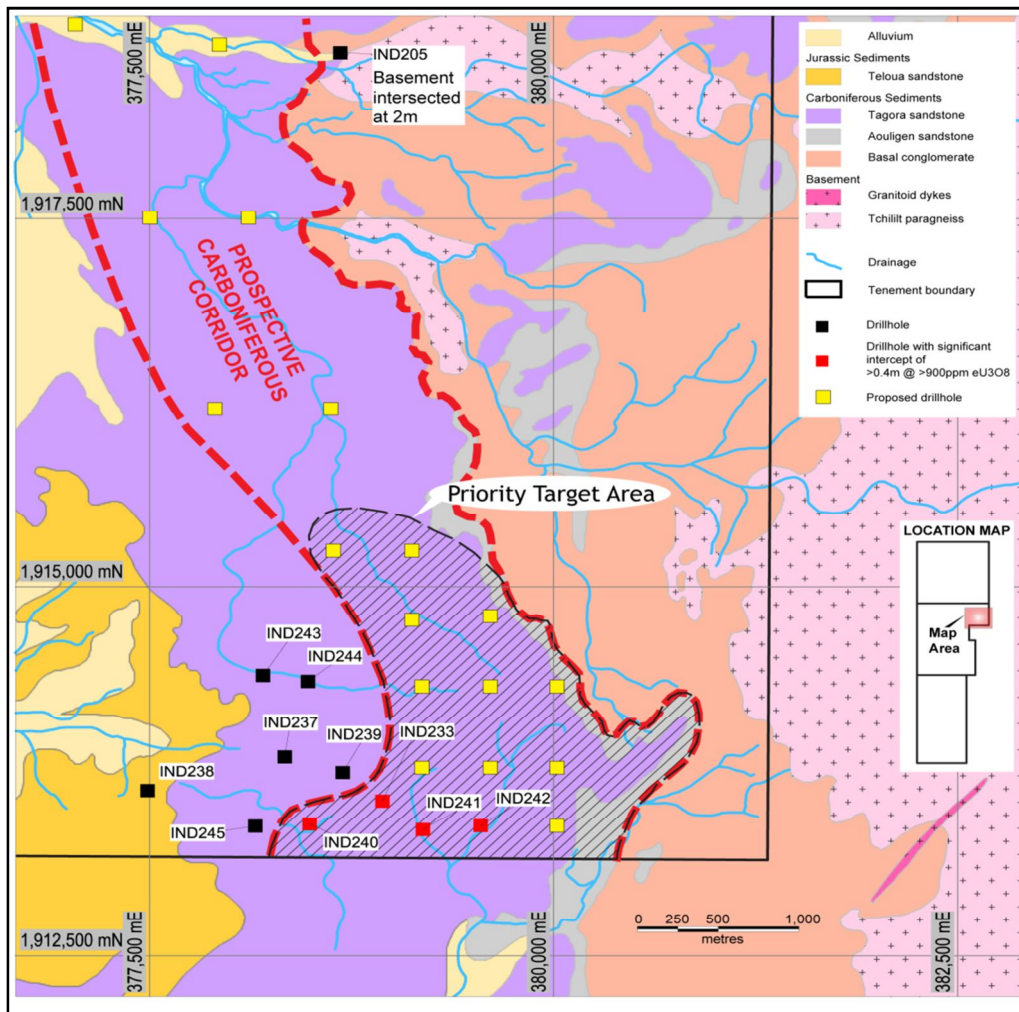 377,500 mE
380,000 mE
IND205
Basement
intersected
at 2m
1,917,500 mN
PROSPECTIVE
CARBONIFEROUS
CORRIDOR
Priority Target Area
1,915,000 mN
IND243
IND244
IND237
IND239
IND233
IND238
IND241
IND242
IND245
IND240
1,912,500 mN
377,500 mE
380,000 mE
382,500 mE
0 250 500 1,000
metres
Alluvium
Jurassic Sediments
Teloua sandstone
Carboniferous Sediments
Tagora sandstone
Aouligen sandstone
Basal conglomerate
Basement
Granitoid dykes
Tchililt paragneiss
Drainage
Tenement boundary
Drillhole
Drillhole with significant
intercept of
>0.4m @ >900ppm eU3O8
Proposed drillhole
LOCATION MAP
Map
Area